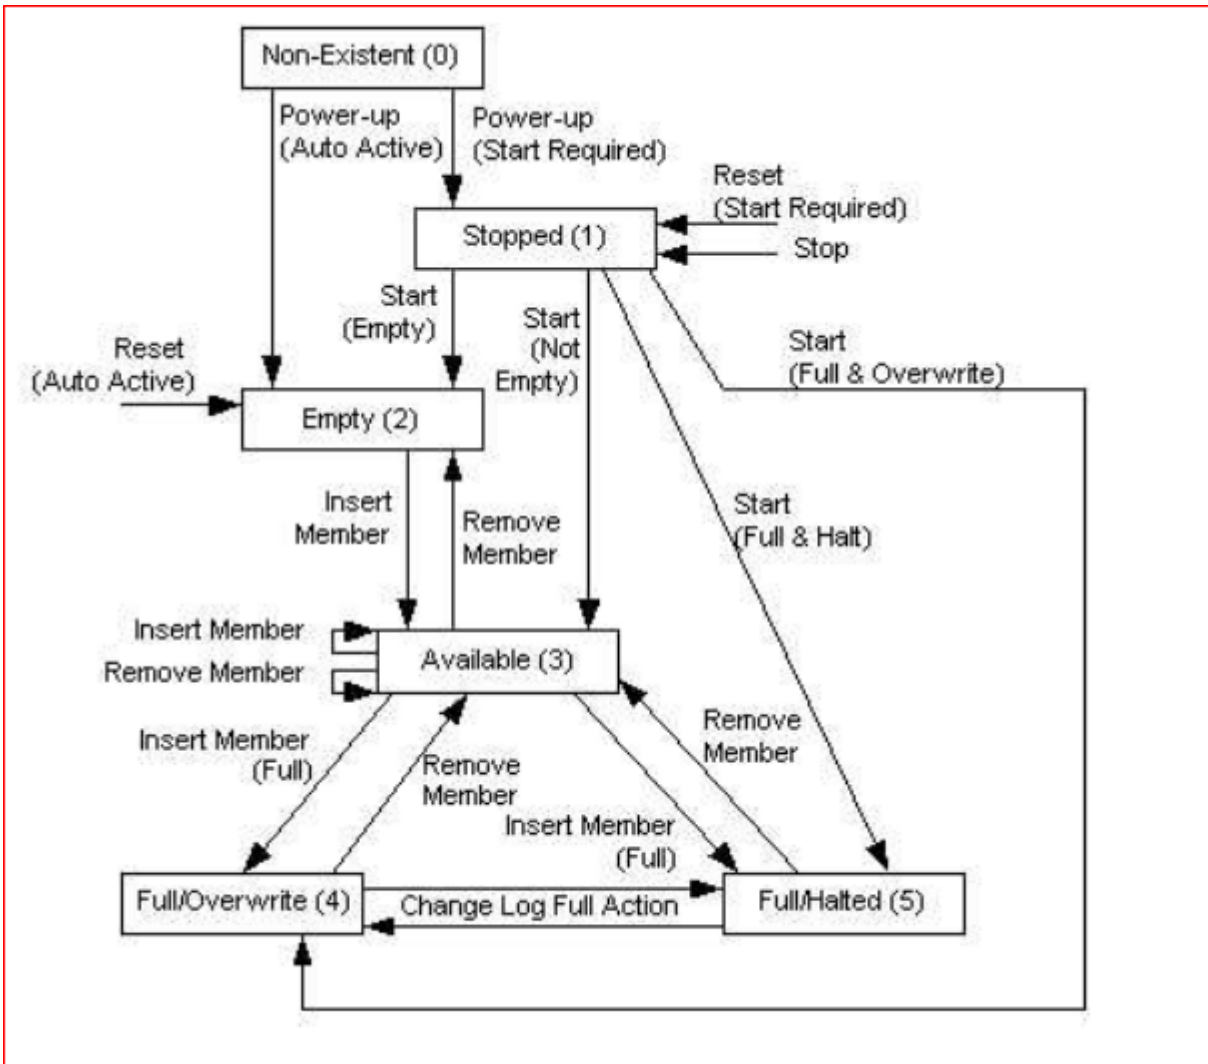 Non-Existent (0)
Power-up
(Auto Active)
Power-up
(Start Required)
Reset
(Start Required)
Stopped (1)
Stop
Start
(Empty)
Start
(Not
Empty)
Start
(Full & Overwrite)
Reset
(Auto Active)
Empty (2)
Insert
Member
Remove
Member
Start
(Full & Halt)
Insert Member
Remove Member
Available (3)
Insert Member
(Full)
Remove
Member
Remove
Member
Insert Member
(Full)
Full/Overwrite (4)
Change Log Full Action
Full/Halted (5)